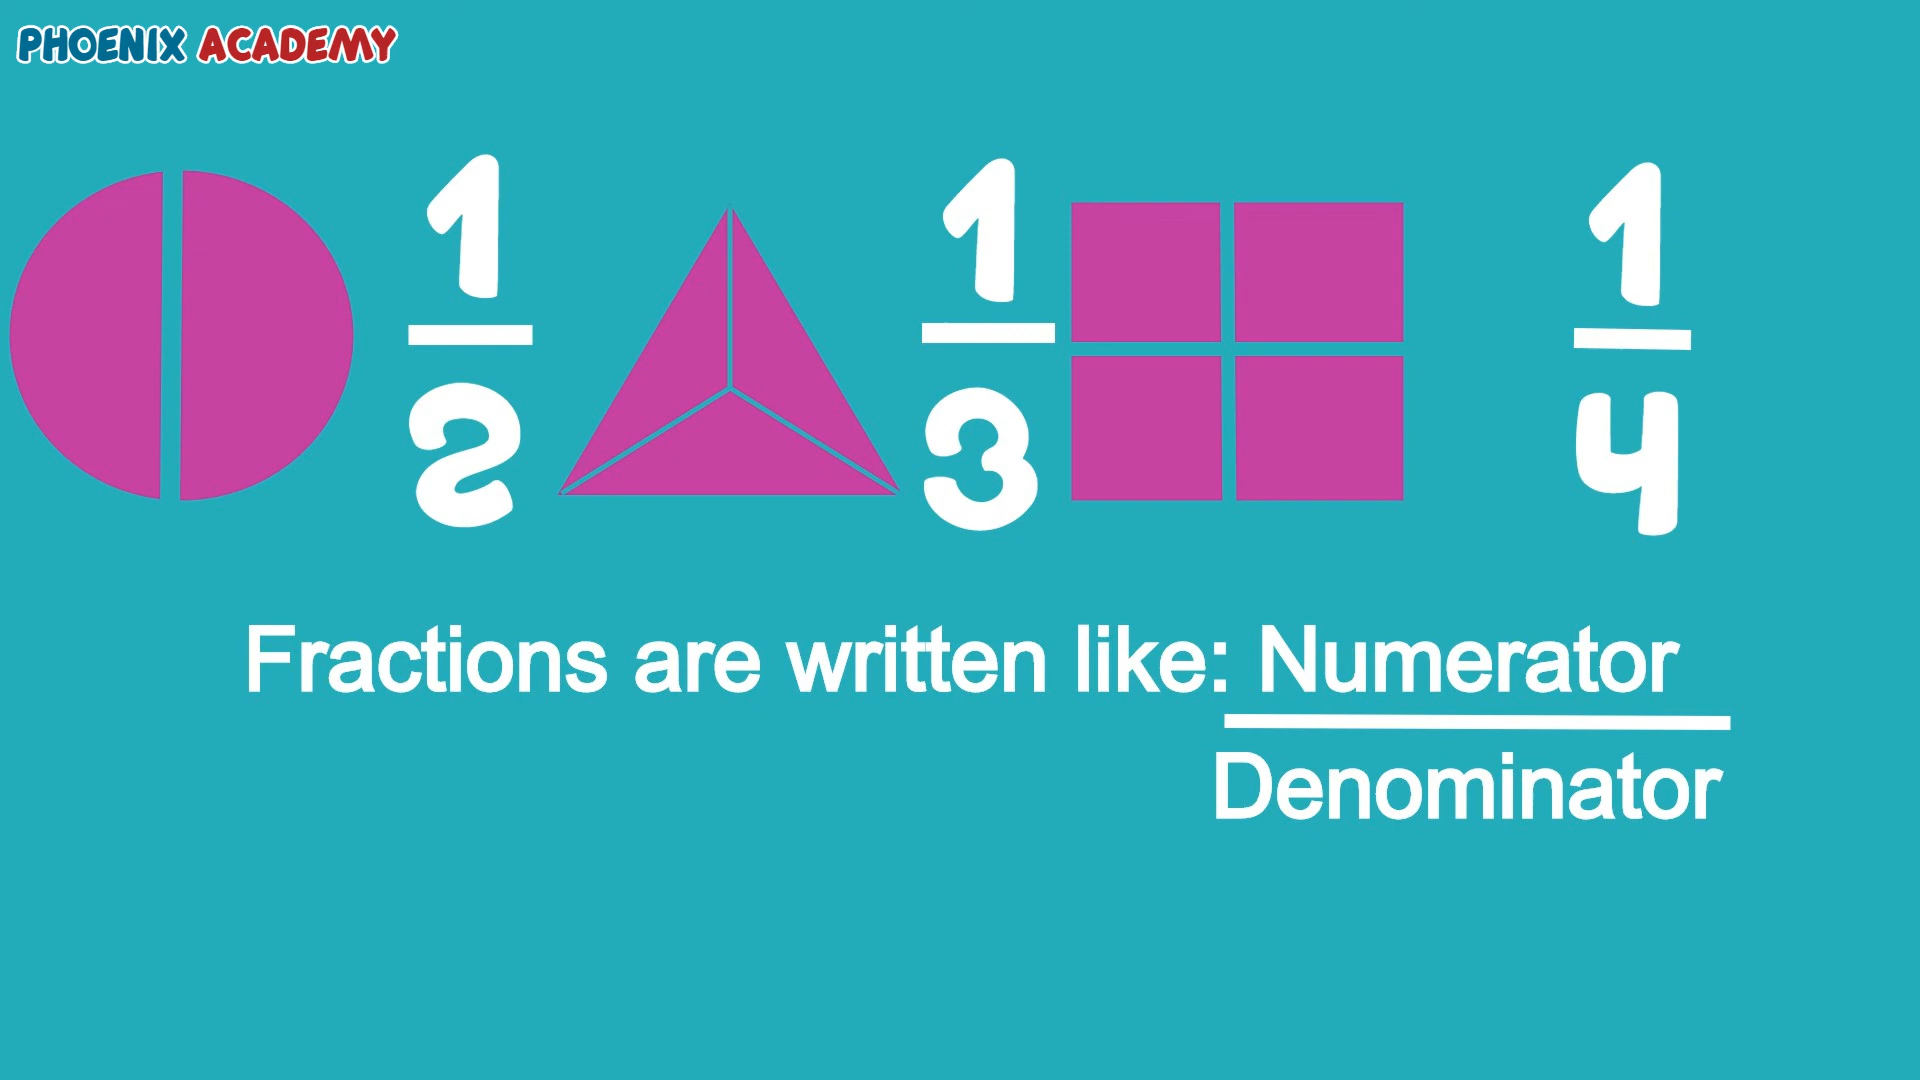 PHOENIX ACADEMY
1
2
1
3
1
4
Fractions are written like: Numerator
Denominator